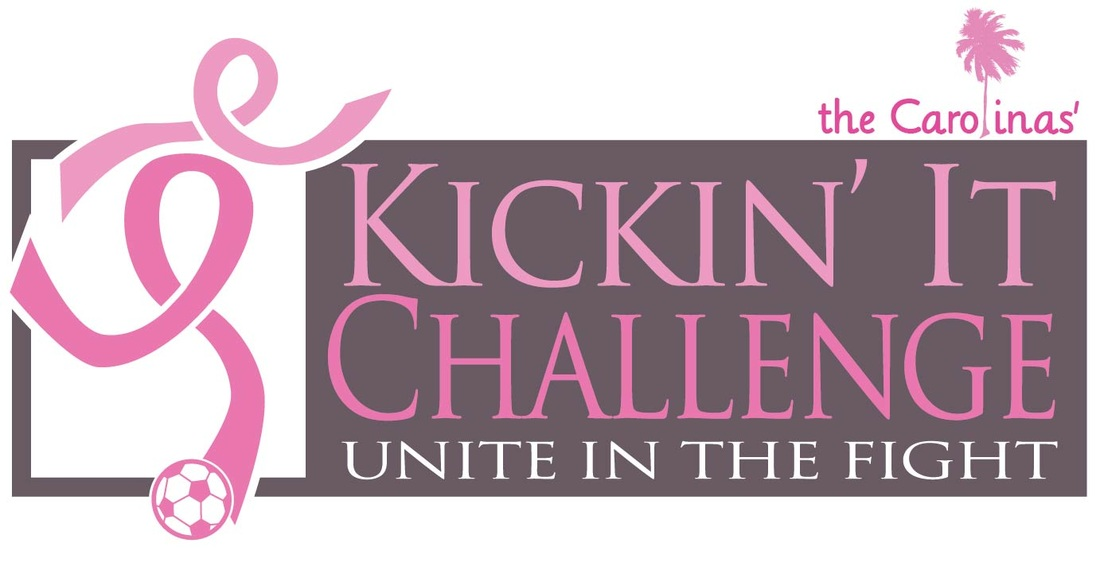 the Carolinas'
KICKIN' IT
CHALLENGE
UNITE IN THE FIGHT